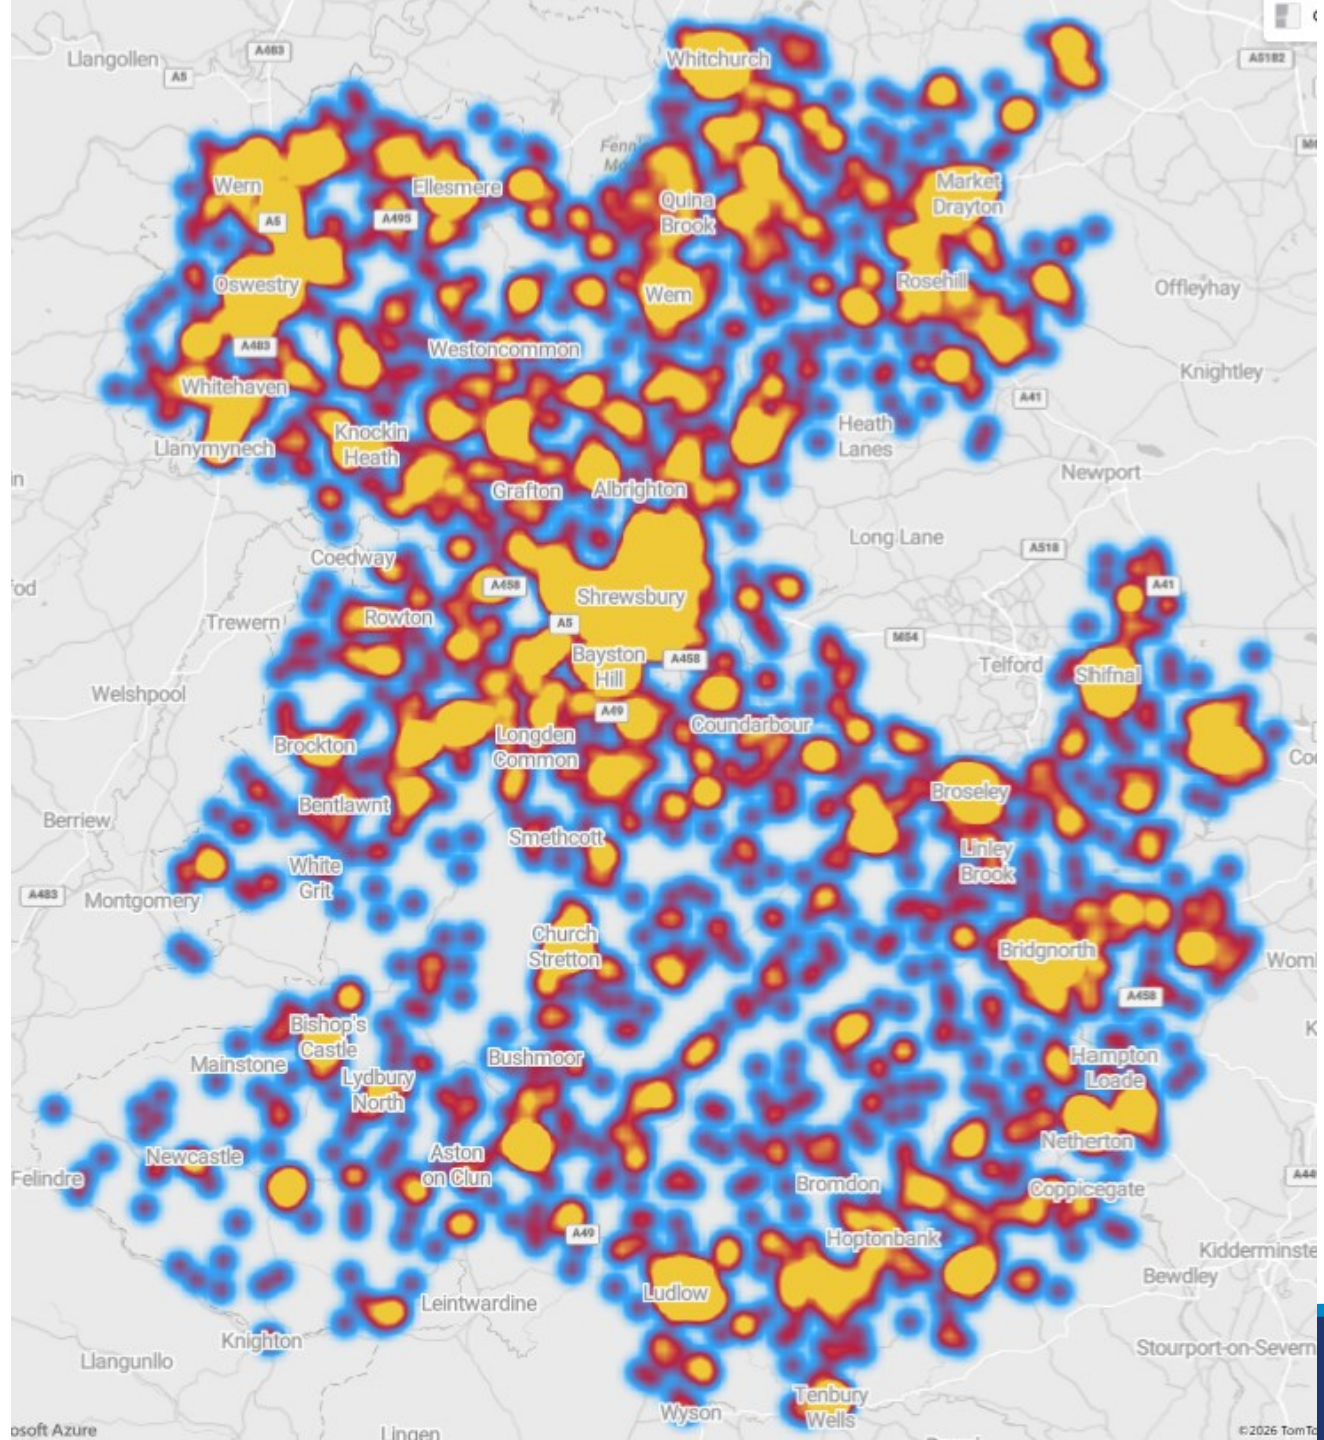 Whitchurch
Llangollen
A483
A5
A5182
Fenn's
Quina
Brook
Wern
Ellesmere
Market
Drayton
A5
A495
Oswestry
Wem
Rosehill
Offleyhay
A483
Westoncommon
Whitehaven
Knightley
A41
Knockin
Heath
Heath
Lanes
Llanymynech
Newport
Grafton
Albrighton
Long Lane
A518
Coedway
A458
Shrewsbury
A41
Rowton
Trewern
A5
M54
Bayston
Hill
A458
Telford
Shifnal
Welshpool
A49
Coundarbour
Longden
Common
Brockton
Broseley
Bentlawnt
Berriew
Smethcott
Linley
Brook
White
Grit
A483
Montgomery
Church
Stretton
Bridgnorth
A458
Bishop's
Castle
Mainstone
Bushmoor
Hampton
Loade
Lydbury
North
Netherton
Newcastle
Aston
on Clun
Felindre
Bromdon
Coppicegate
A49
Hoptonbank
Kidderminste
Bewdley
Ludlow
Leintwardine
Knighton
Llangunllo
Stourport-on-Severn
Tenbury
Wells
Wyson
osoft Azure
Lingen
©2026 TomTo